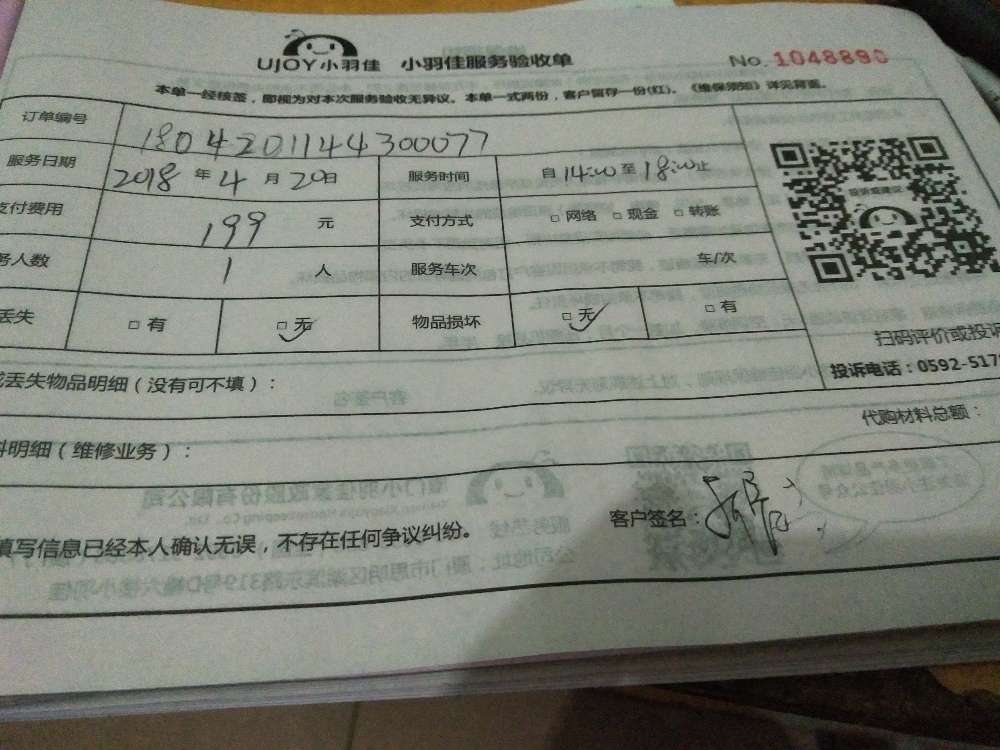 UJOY小羽佳 小羽佳服务验收单 No. 1048890
本单一经核签，即视为对本次服务验收无异议。本单一式两份，客户留存一份(红)。《维保须知》详见背面。
订单编号 1804201144300077
服务日期 2018 年 4 月 20 日 服务时间 自 14:00 至 18:00 止
支付费用 199 元 支付方式 □ 网络 □ 现金 □ 转账
务人数 1 人 服务车次 车/次
丢失 □ 有 □ 无 ✓ 物品损坏 □ 无 ✓ □ 有
扫码评价或投诉
投诉电话：0592-517
丢失物品明细（没有可不填）：
代购材料总额：
料明细（维修业务）：
客户签名：
填写信息已经本人确认无误，不存在任何争议纠纷。